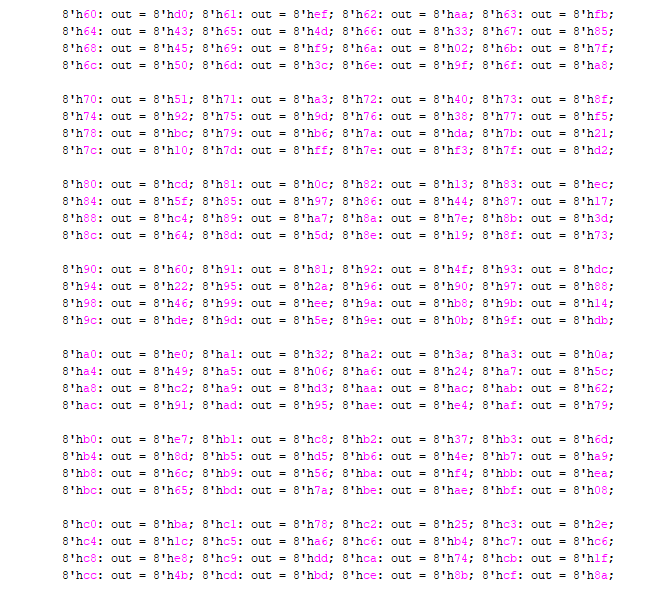 8'h60: out = 8'hd0; 8'h61: out = 8'hef; 8'h62: out = 8'haa; 8'h63: out = 8'hfb;
8'h64: out = 8'h43; 8'h65: out = 8'h4d; 8'h66: out = 8'h33; 8'h67: out = 8'h85;
8'h68: out = 8'h45; 8'h69: out = 8'hf9; 8'h6a: out = 8'h02; 8'h6b: out = 8'h7f;
8'h6c: out = 8'h50; 8'h6d: out = 8'h3c; 8'h6e: out = 8'h9f; 8'h6f: out = 8'ha8;
8'h70: out = 8'h51; 8'h71: out = 8'ha3; 8'h72: out = 8'h40; 8'h73: out = 8'h8f;
8'h74: out = 8'h92; 8'h75: out = 8'h9d; 8'h76: out = 8'h38; 8'h77: out = 8'hf5;
8'h78: out = 8'hbc; 8'h79: out = 8'hb6; 8'h7a: out = 8'hda; 8'h7b: out = 8'h21;
8'h7c: out = 8'h10; 8'h7d: out = 8'hff; 8'h7e: out = 8'hf3; 8'h7f: out = 8'hd2;
8'h80: out = 8'hcd; 8'h81: out = 8'h0c; 8'h82: out = 8'h13; 8'h83: out = 8'hec;
8'h84: out = 8'h5f; 8'h85: out = 8'h97; 8'h86: out = 8'h44; 8'h87: out = 8'h17;
8'h88: out = 8'hc4; 8'h89: out = 8'ha7; 8'h8a: out = 8'h7e; 8'h8b: out = 8'h3d;
8'h8c: out = 8'h64; 8'h8d: out = 8'h5d; 8'h8e: out = 8'h19; 8'h8f: out = 8'h73;
8'h90: out = 8'h60; 8'h91: out = 8'h81; 8'h92: out = 8'h4f; 8'h93: out = 8'hdc;
8'h94: out = 8'h22; 8'h95: out = 8'h2a; 8'h96: out = 8'h90; 8'h97: out = 8'h88;
8'h98: out = 8'h46; 8'h99: out = 8'hee; 8'h9a: out = 8'hb8; 8'h9b: out = 8'h14;
8'h9c: out = 8'hde; 8'h9d: out = 8'h5e; 8'h9e: out = 8'h0b; 8'h9f: out = 8'hdb;
8'ha0: out = 8'he0; 8'ha1: out = 8'h32; 8'ha2: out = 8'h3a; 8'ha3: out = 8'h0a;
8'ha4: out = 8'h49; 8'ha5: out = 8'h06; 8'ha6: out = 8'h24; 8'ha7: out = 8'h5c;
8'ha8: out = 8'hc2; 8'ha9: out = 8'hd3; 8'haa: out = 8'hac; 8'hab: out = 8'h62;
8'hac: out = 8'h91; 8'had: out = 8'h95; 8'hae: out = 8'he4; 8'haf: out = 8'h79;
8'hb0: out = 8'he7; 8'hb1: out = 8'hc8; 8'hb2: out = 8'h37; 8'hb3: out = 8'h6d;
8'hb4: out = 8'h8d; 8'hb5: out = 8'hd5; 8'hb6: out = 8'h4e; 8'hb7: out = 8'ha9;
8'hb8: out = 8'h6c; 8'hb9: out = 8'h56; 8'hba: out = 8'hf4; 8'hbb: out = 8'hea;
8'hbc: out = 8'h65; 8'hbd: out = 8'h7a; 8'hbe: out = 8'hae; 8'hbf: out = 8'h08;
8'hc0: out = 8'hba; 8'hc1: out = 8'h78; 8'hc2: out = 8'h25; 8'hc3: out = 8'h2e;
8'hc4: out = 8'h1c; 8'hc5: out = 8'ha6; 8'hc6: out = 8'hb4; 8'hc7: out = 8'hc6;
8'hc8: out = 8'he8; 8'hc9: out = 8'hdd; 8'hca: out = 8'h74; 8'hcb: out = 8'h1f;
8'hcc: out = 8'h4b; 8'hcd: out = 8'hbd; 8'hce: out = 8'h8b; 8'hcf: out = 8'h8a;